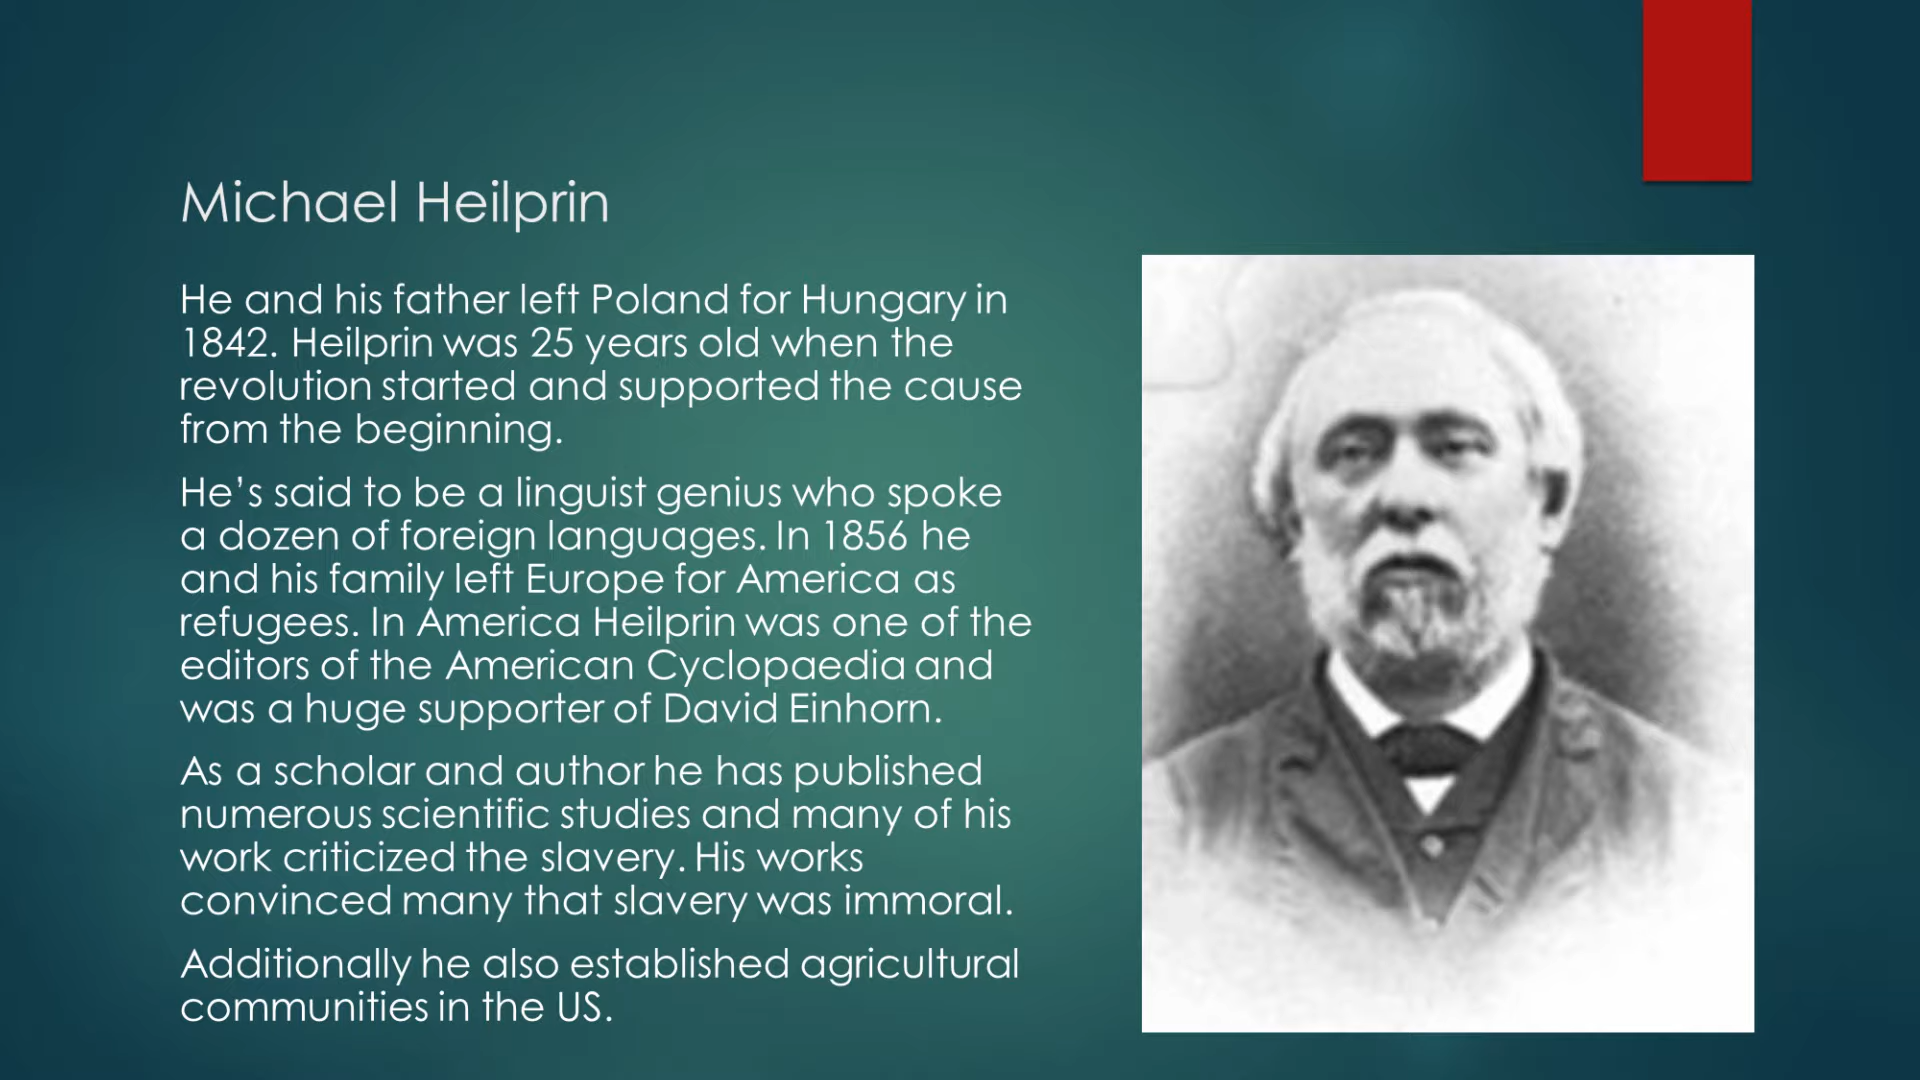 Michael Heilprin
He and his father left Poland for Hungary in
1842. Heilprin was 25 years old when the
revolution started and supported the cause
from the beginning.
He’s said to be a linguist genius who spoke
a dozen of foreign languages. In 1856 he
and his family left Europe for America as
refugees. In America Heilprin was one of the
editors of the American Cyclopaedia and
was a huge supporter of David Einhorn.
As a scholar and author he has published
numerous scientific studies and many of his
work criticized the slavery. His works
convinced many that slavery was immoral.
Additionally he also established agricultural
communities in the US.